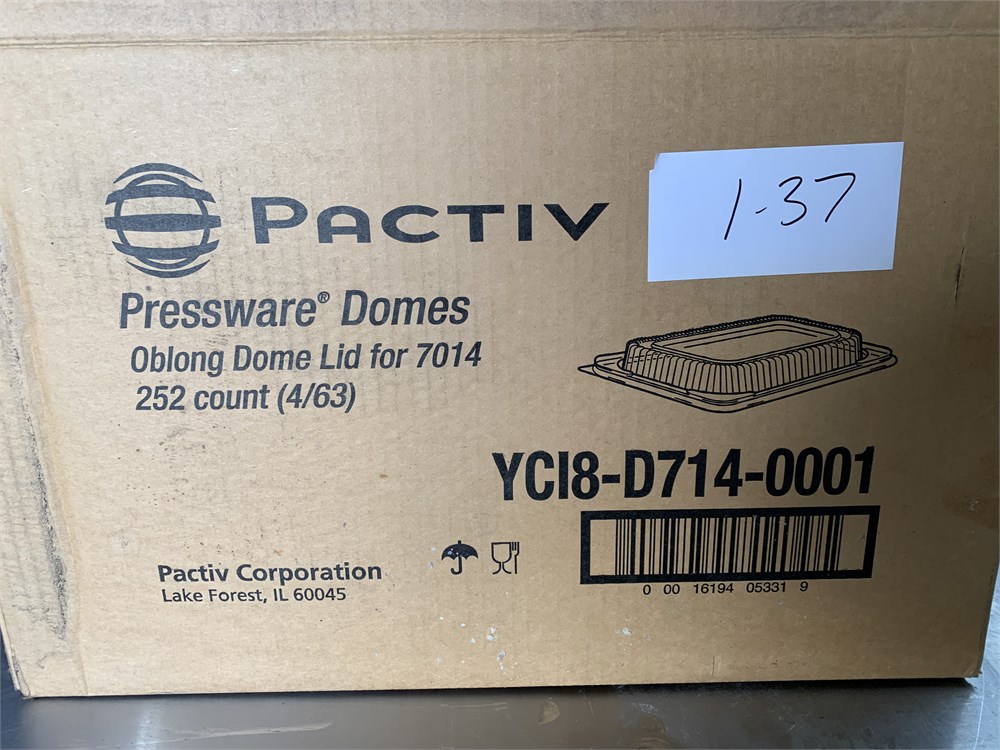 PACTIV
1-37
Pressware® Domes
Oblong Dome Lid for 7014
252 count (4/63)
YCI8-D714-0001
Pactiv Corporation
Lake Forest, IL 60045
0 00 16194 05331 9